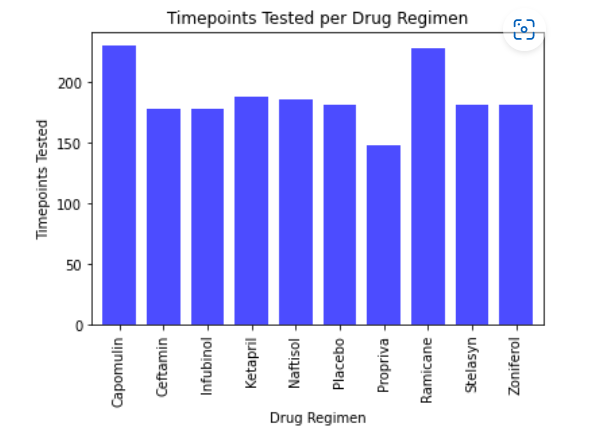 Timepoints Tested per Drug Regimen
Timepoints Tested
200
150
100
50
0
Capomulin
Ceftamin
Infubinol
Ketapril
Naftisol
Placebo
Propriva
Ramicane
Stelasyn
Zoniferol
Drug Regimen